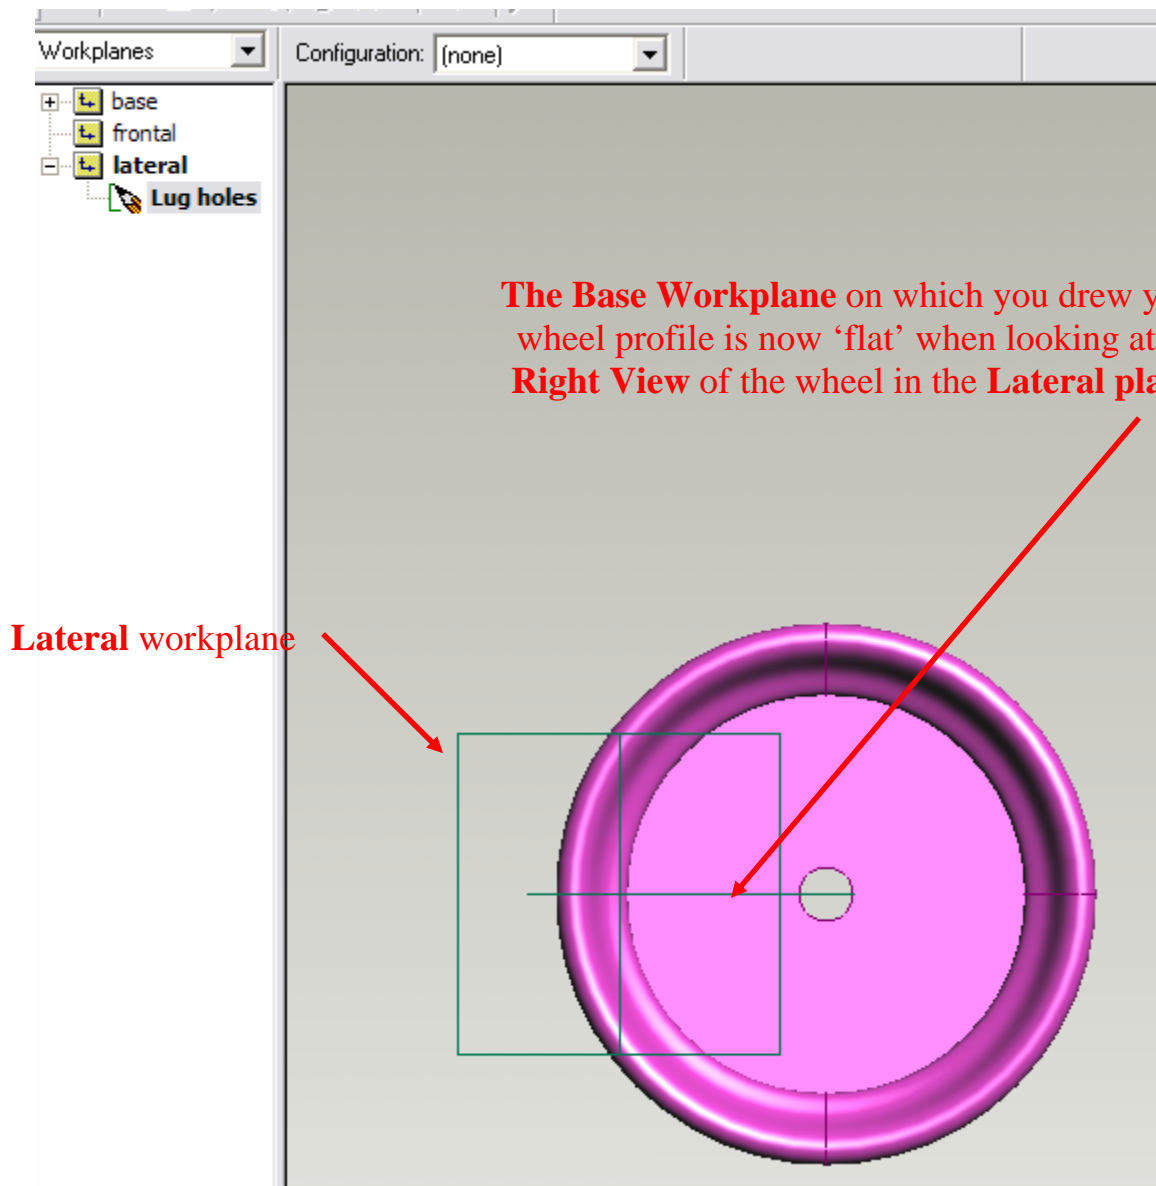 Workplanes
Configuration: (none)
base
frontal
lateral
Lug holes
The Base Workplane on which you drew
wheel profile is now ‘flat’ when looking at
Right View of the wheel in the Lateral
Lateral workplane